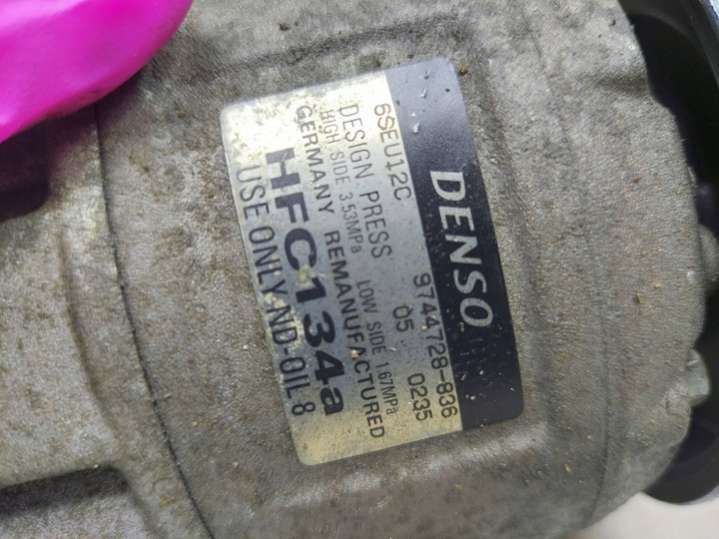 DENSO
6SEU12C 9744728-836
DESIGN PRESS 05 0235
HIGH SIDE 3.53MPa LOW SIDE 1.67MPa
GERMANY REMANUFACTURED
HFC134a
USE ONLY ND-OIL 8